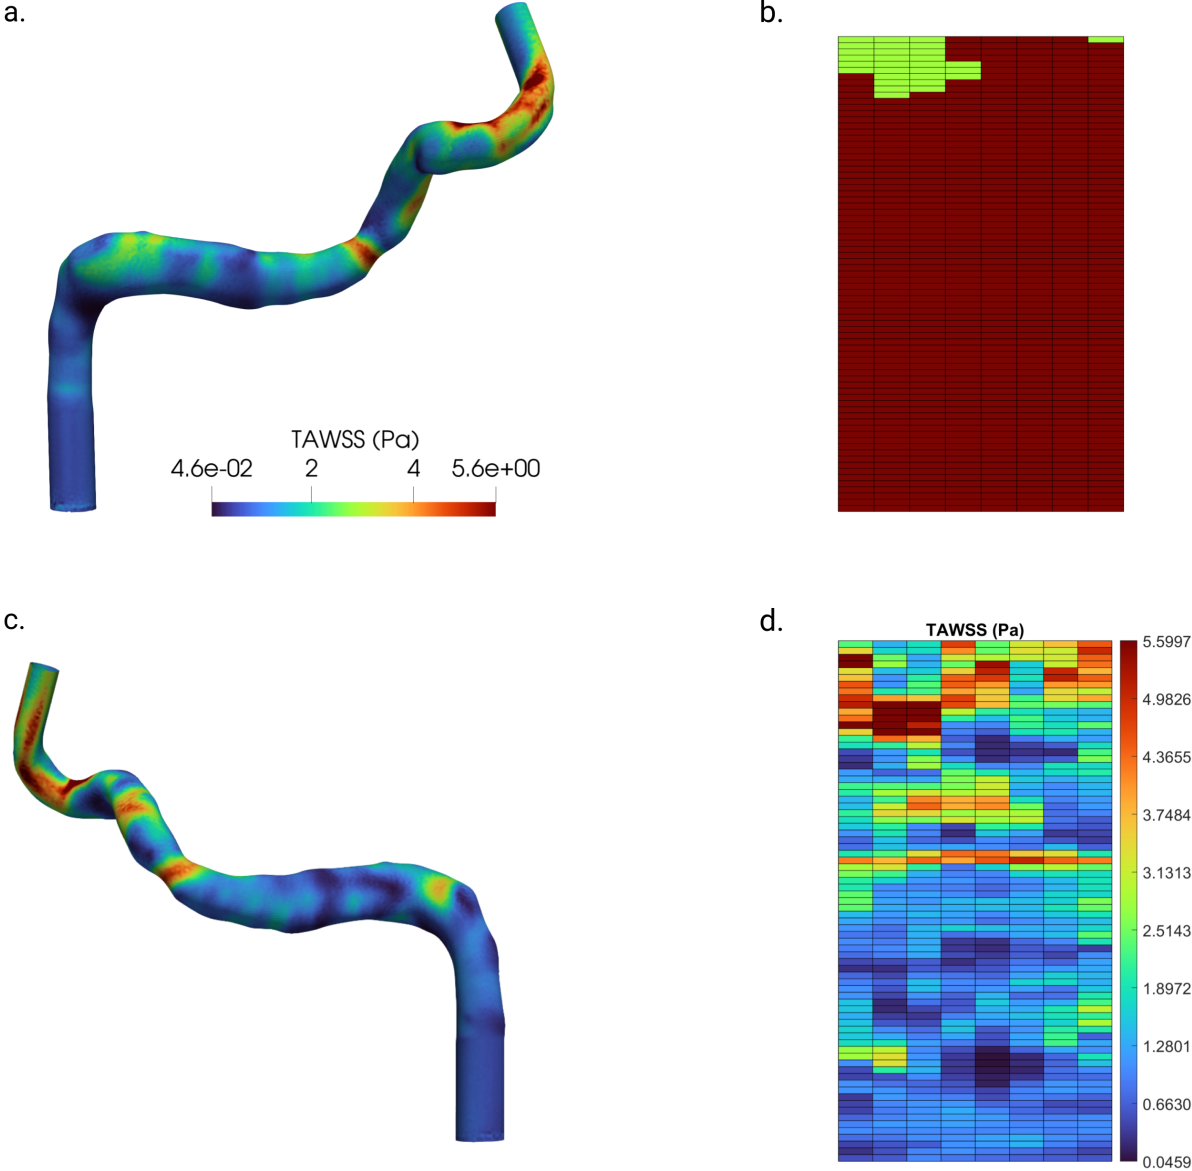 a.
b.
TAWSS (Pa)
4.6e-02 2 4 5.6e+00
c.
d.
TAWSS (Pa)
5.5997
4.9826
4.3655
3.7484
3.1313
2.5143
1.8972
1.2801
0.6630
0.0459